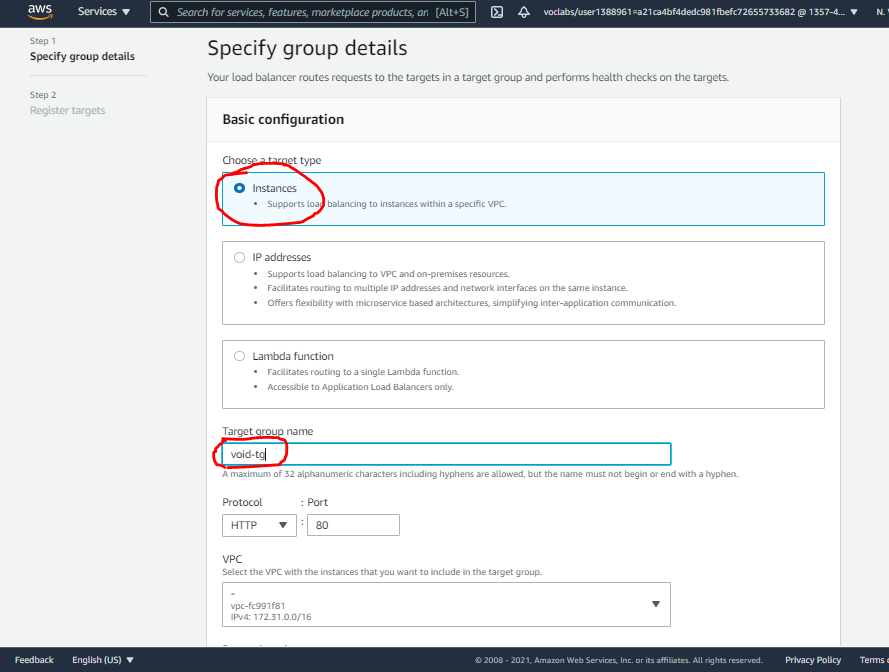 aws
Services
Search for services, features, marketplace products, an [Alt+S]
voclabs/user1388961=a21ca4bf4dedc981fbefc72655733682 @ 1357-4...
N.
Step 1
Specify group details
Step 2
Register targets
Specify group details
Your load balancer routes requests to the targets in a target group and performs health checks on the targets.
Basic configuration
Choose a target type
Instances
• Supports load balancing to instances within a specific VPC.
IP addresses
• Supports load balancing to VPC and on-premises resources.
• Facilitates routing to multiple IP addresses and network interfaces on the same instance.
• Offers flexibility with microservice based architectures, simplifying inter-application communication.
Lambda function
• Facilitates routing to a single Lambda function.
• Accessible to Application Load Balancers only.
Target group name
void-tg
A maximum of 32 alphanumeric characters including hyphens are allowed, but the name must not begin or end with a hyphen.
Protocol : Port
HTTP : 80
VPC
Select the VPC with the instances that you want to include in the target group.
-
vpc-fc991f81
IPv4: 172.31.0.0/16
Feedback English (US) © 2008 - 2021, Amazon Web Services, Inc. or its affiliates. All rights reserved. Privacy Policy Terms